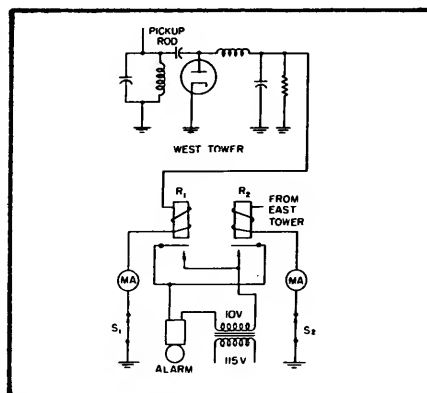 PICKUP
ROD
WEST TOWER
R1
R2
FROM
EAST
TOWER
MA
MA
S1
10V
S2
115V
ALARM